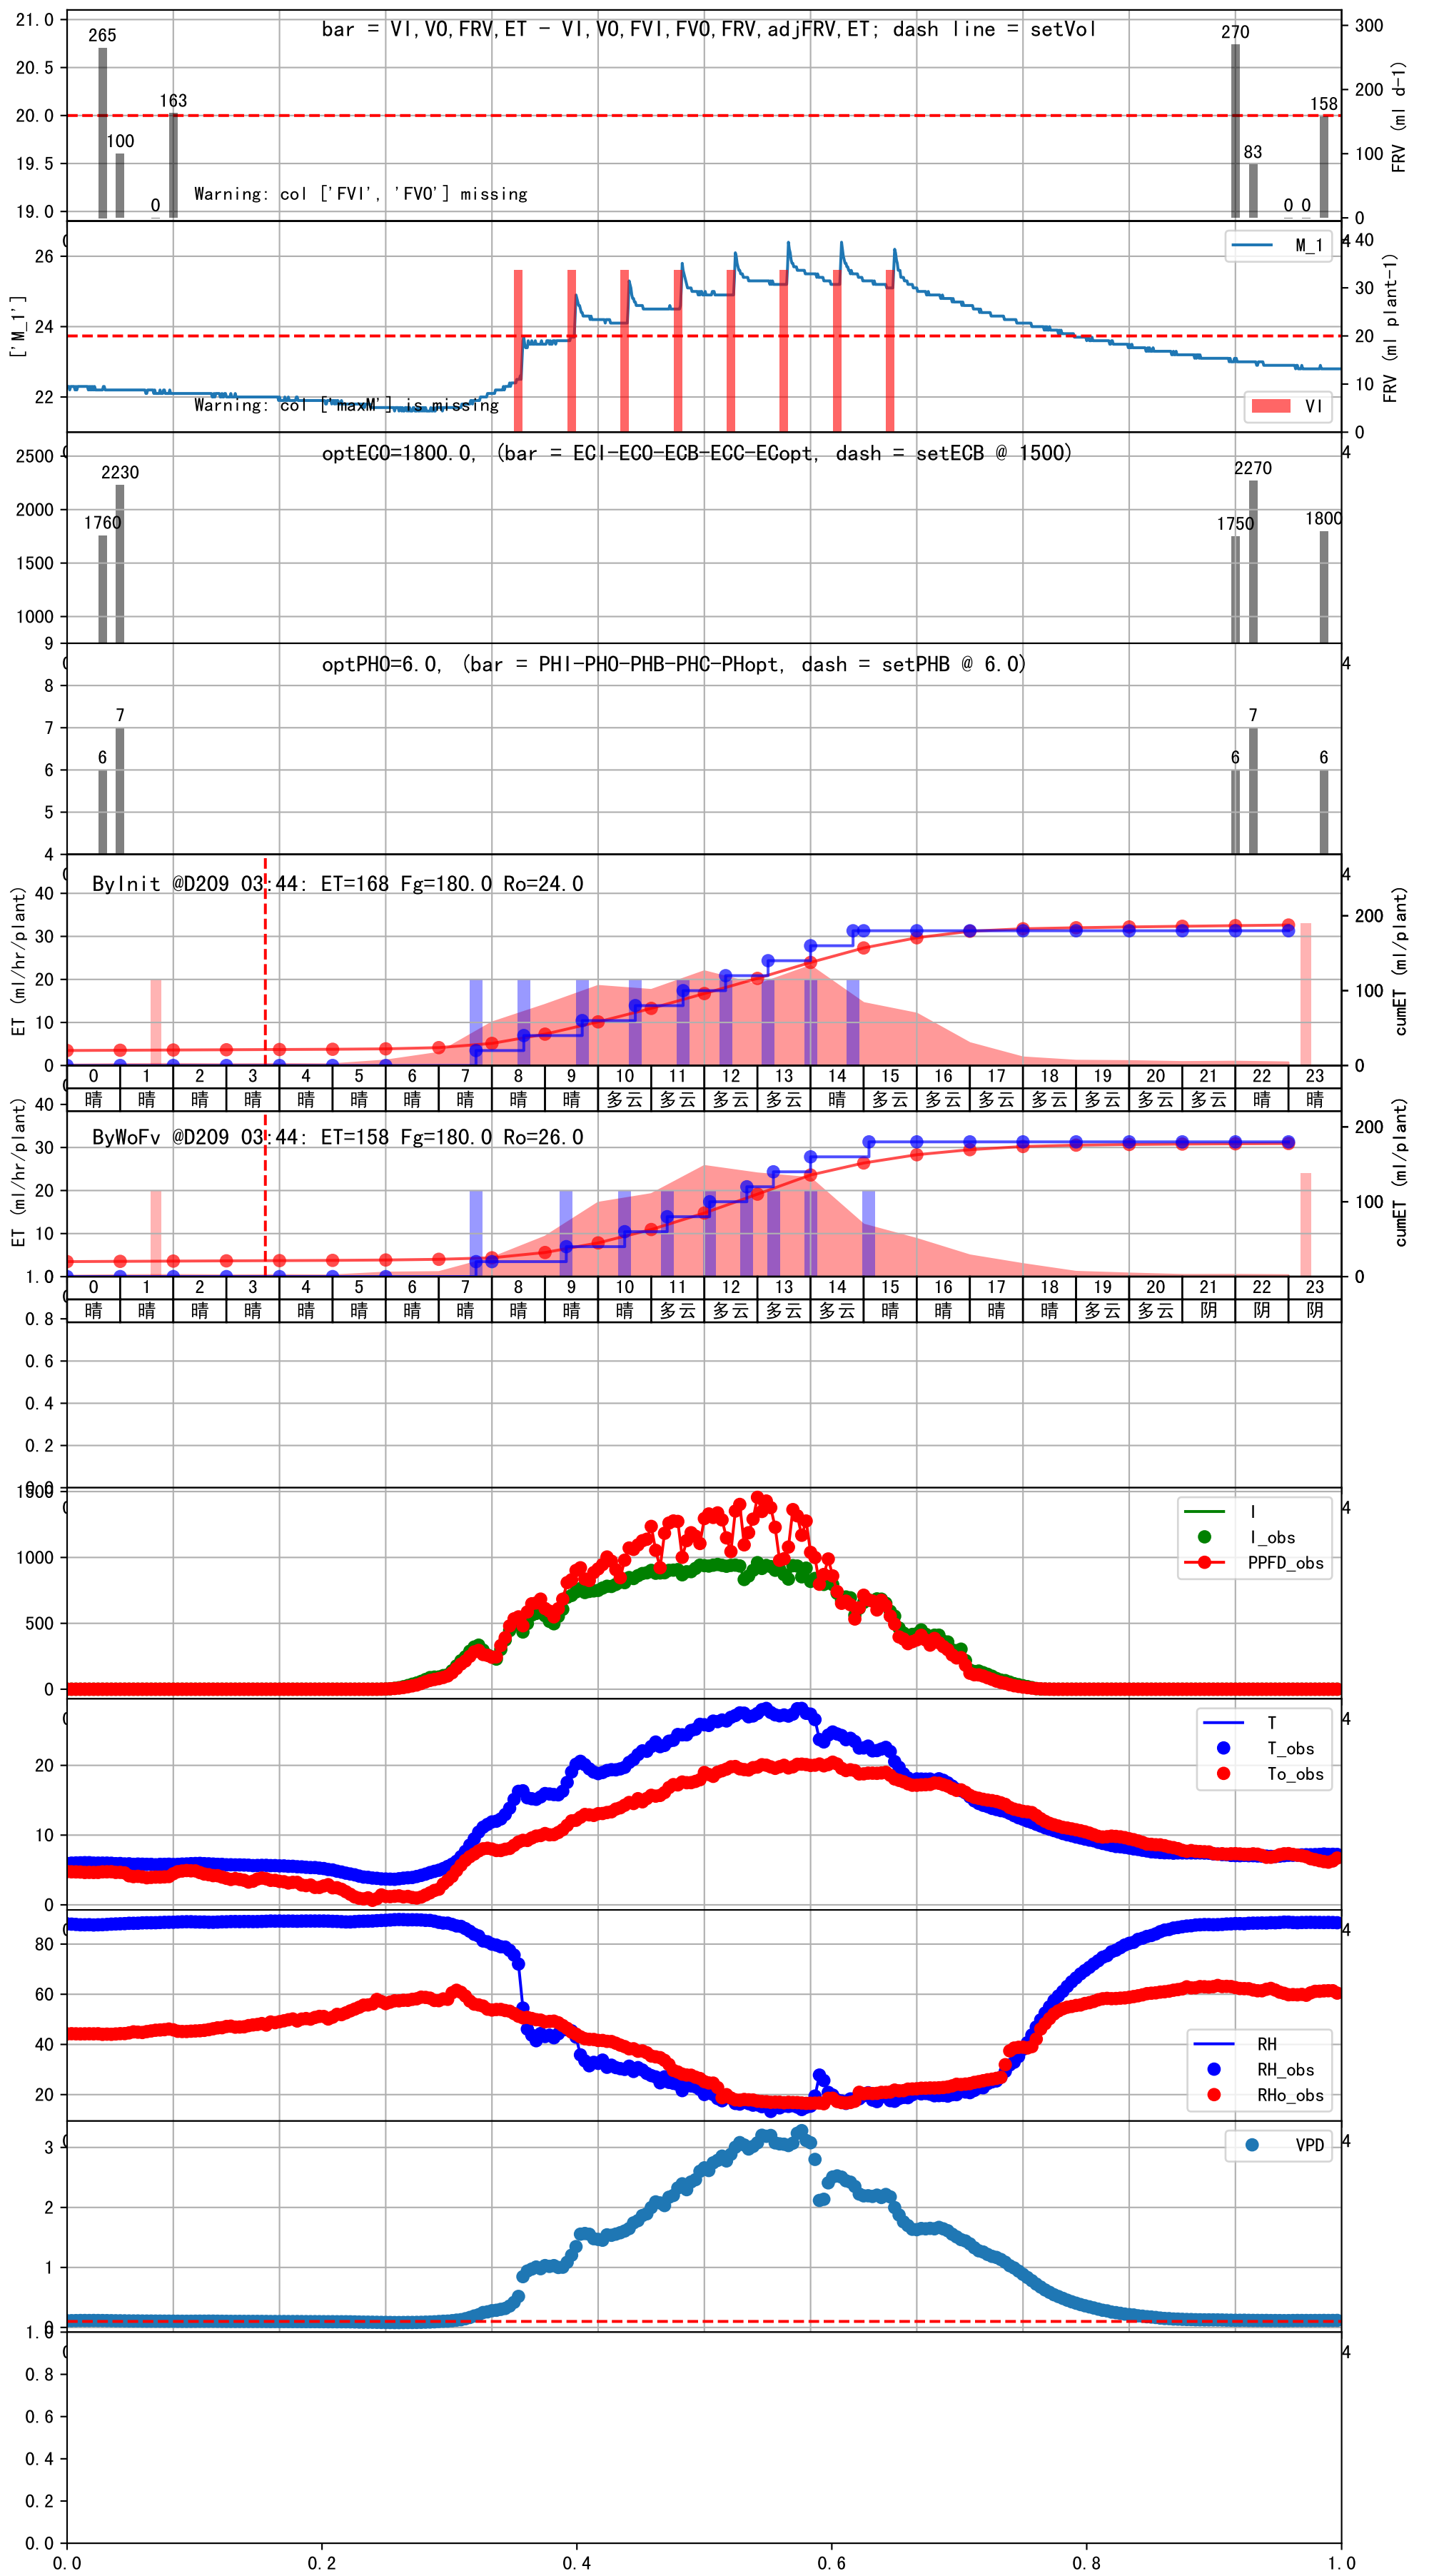 bar = VI,VO,FRV,ET - VI,VO,FVI,FVO,FRV,adjFRV,ET; dash line = setVol
21.0 20.5 20.0 19.5 19.0
265 100 0 163 270 83 0 0 158
300 200 100 0
FRV (ml d-1)
Warning: col ['FVI', 'FVO'] missing
['M_1']
26 24 22
M_1
4
40 30 20 10 0
FRV (ml plant-1)
Warning: col ['maxM'] is missing
VI
optECO=1800.0, (bar = ECI-ECO-ECB-ECC-ECopt, dash = setECB @ 1500)
2500 2000 1500 1000
1760 2230 1750 2270 1800
4
optPHO=6.0, (bar = PHI-PHO-PHB-PHC-PHopt, dash = setPHB @ 6.0)
9 8 7 6 5 4
6 7 6 7 6
4
ByInit @D209 03:44: ET=168 Fg=180.0 Ro=24.0
ET (ml/hr/plant)
40 30 20 10 0
4
200 100 0
cumET (ml/plant)
0 1 2 3 4 5 6 7 8 9 10 11 12 13 14 15 16 17 18 19 20 21 22 23
晴 晴 晴 晴 晴 晴 晴 晴 晴 晴 多云 多云 多云 多云 晴 多云 多云 多云 多云 多云 多云 多云 晴 晴
ByWoFv @D209 03:44: ET=158 Fg=180.0 Ro=26.0
ET (ml/hr/plant)
40 30 20 10
200 100 0
cumET (ml/plant)
0 1 2 3 4 5 6 7 8 9 10 11 12 13 14 15 16 17 18 19 20 21 22 23
晴 晴 晴 晴 晴 晴 晴 晴 晴 晴 晴 多云 多云 多云 多云 晴 晴 晴 晴 多云 多云 阴 阴 阴
1.0 0.8 0.6 0.4 0.2
1500 1000 500 0
4
I
I_obs
PPFD_obs
20 10 0
4
T
T_obs
To_obs
80 60 40 20
4
RH
RH_obs
RHo_obs
3 2 1
4
VPD
1.0 0.8 0.6 0.4 0.2 0.0
4
0.0 0.2 0.4 0.6 0.8 1.0